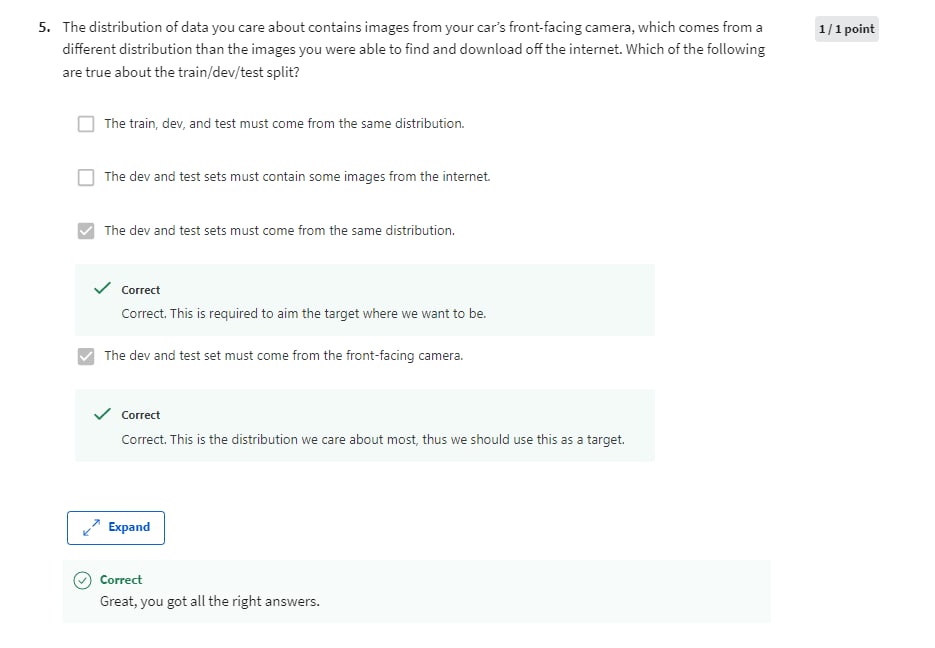 5. The distribution of data you care about contains images from your car's front-facing camera, which comes from a
1 / 1 point
different distribution than the images you were able to find and download off the internet. Which of the following
are true about the train/dev/test split?
The train, dev, and test must come from the same distribution.
The dev and test sets must contain some images from the internet.
The dev and test sets must come from the same distribution.
Correct
Correct. This is required to aim the target where we want to be.
The dev and test set must come from the front-facing camera.
Correct
Correct. This is the distribution we care about most, thus we should use this as a target.
Expand
Correct
Great, you got all the right answers.